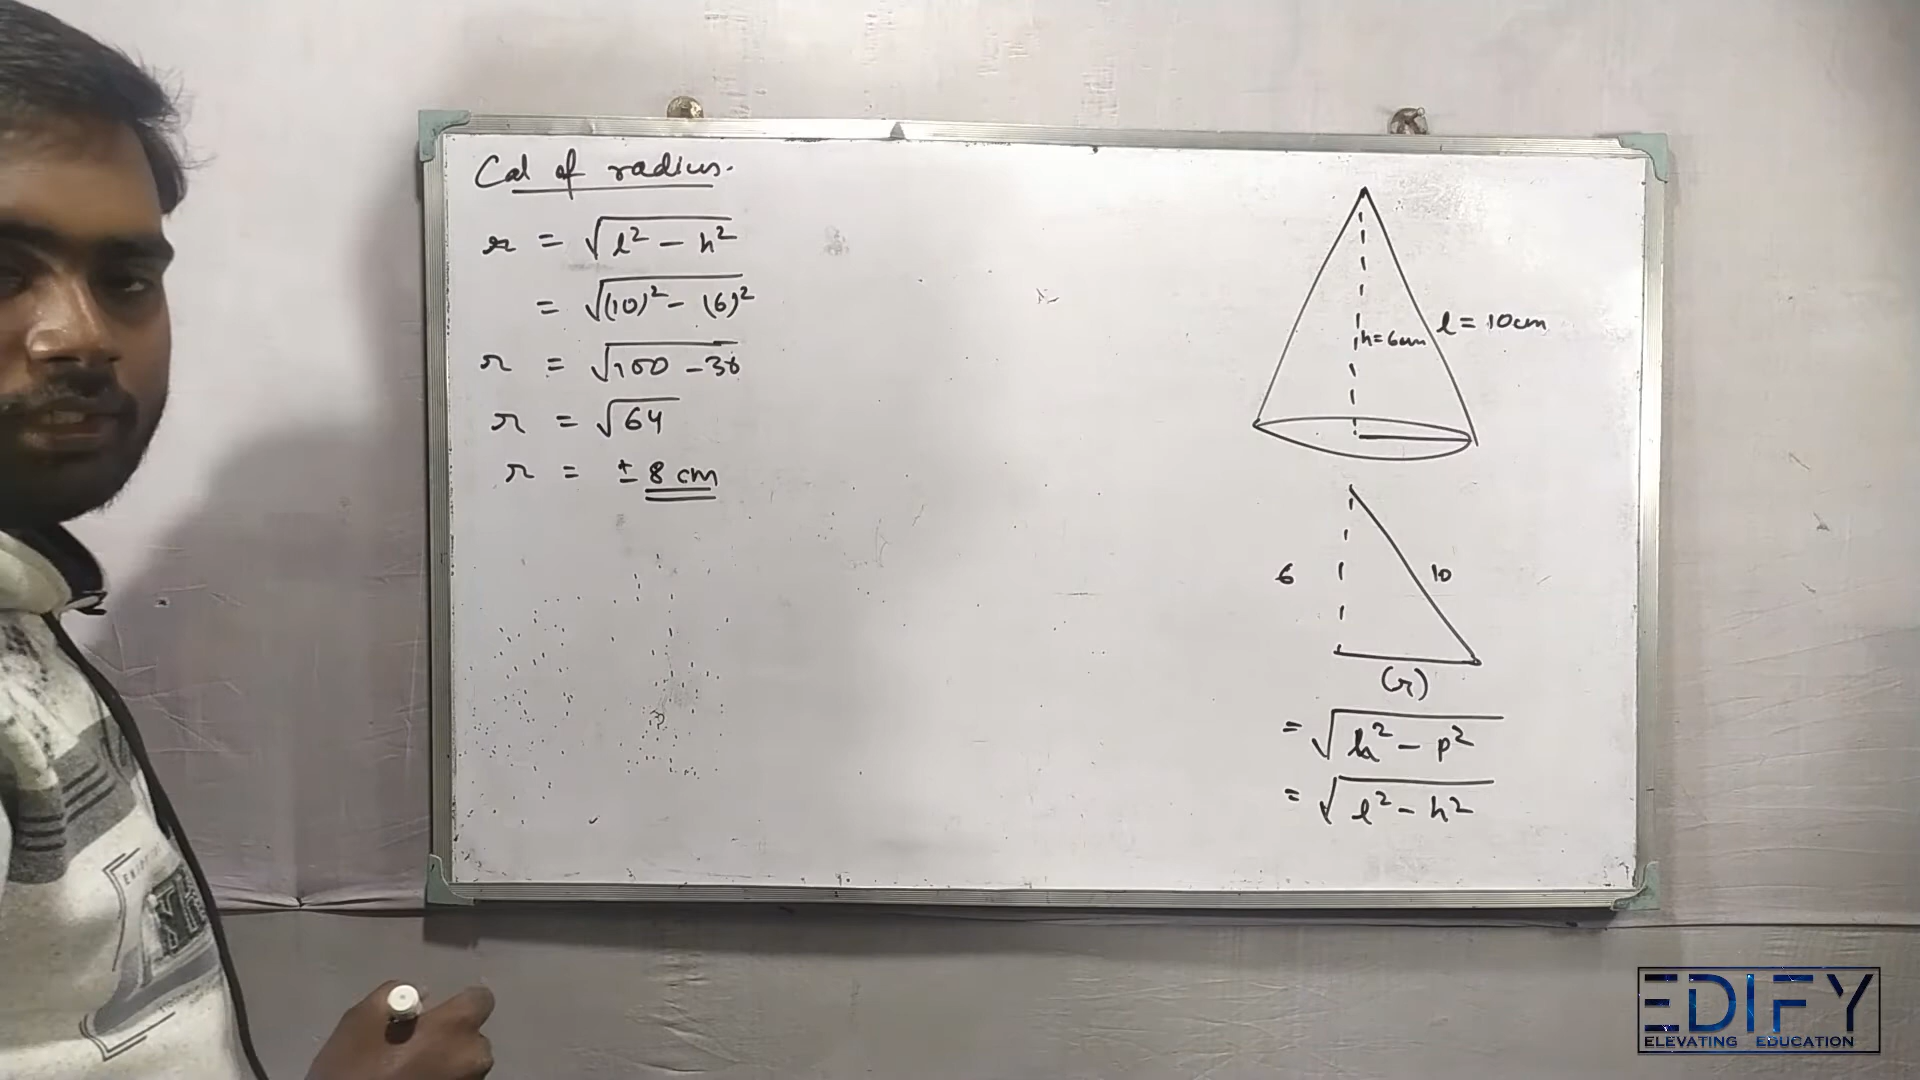 Cal of radius.
r = √l² - h²
= √(10)² - (6)²
r = √100 - 36
r = √64
r = ± 8 cm
l = 10cm
h = 6cm
6
10
(r)
= √h² - p²
= √l² - h²
EDIFY
ELEVATING EDUCATION